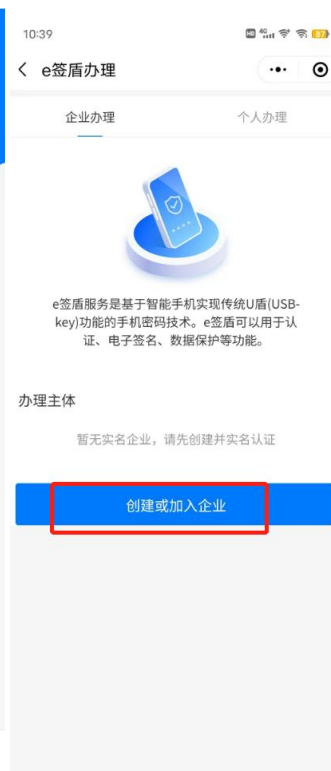 10:39
HD 4G 87
e签盾办理
企业办理
个人办理
e签盾服务是基于智能手机实现传统U盾(USB-
key)功能的手机密码技术。e签盾可以用于认
证、电子签名、数据保护等功能。
办理主体
暂无实名企业，请先创建并实名认证
创建或加入企业